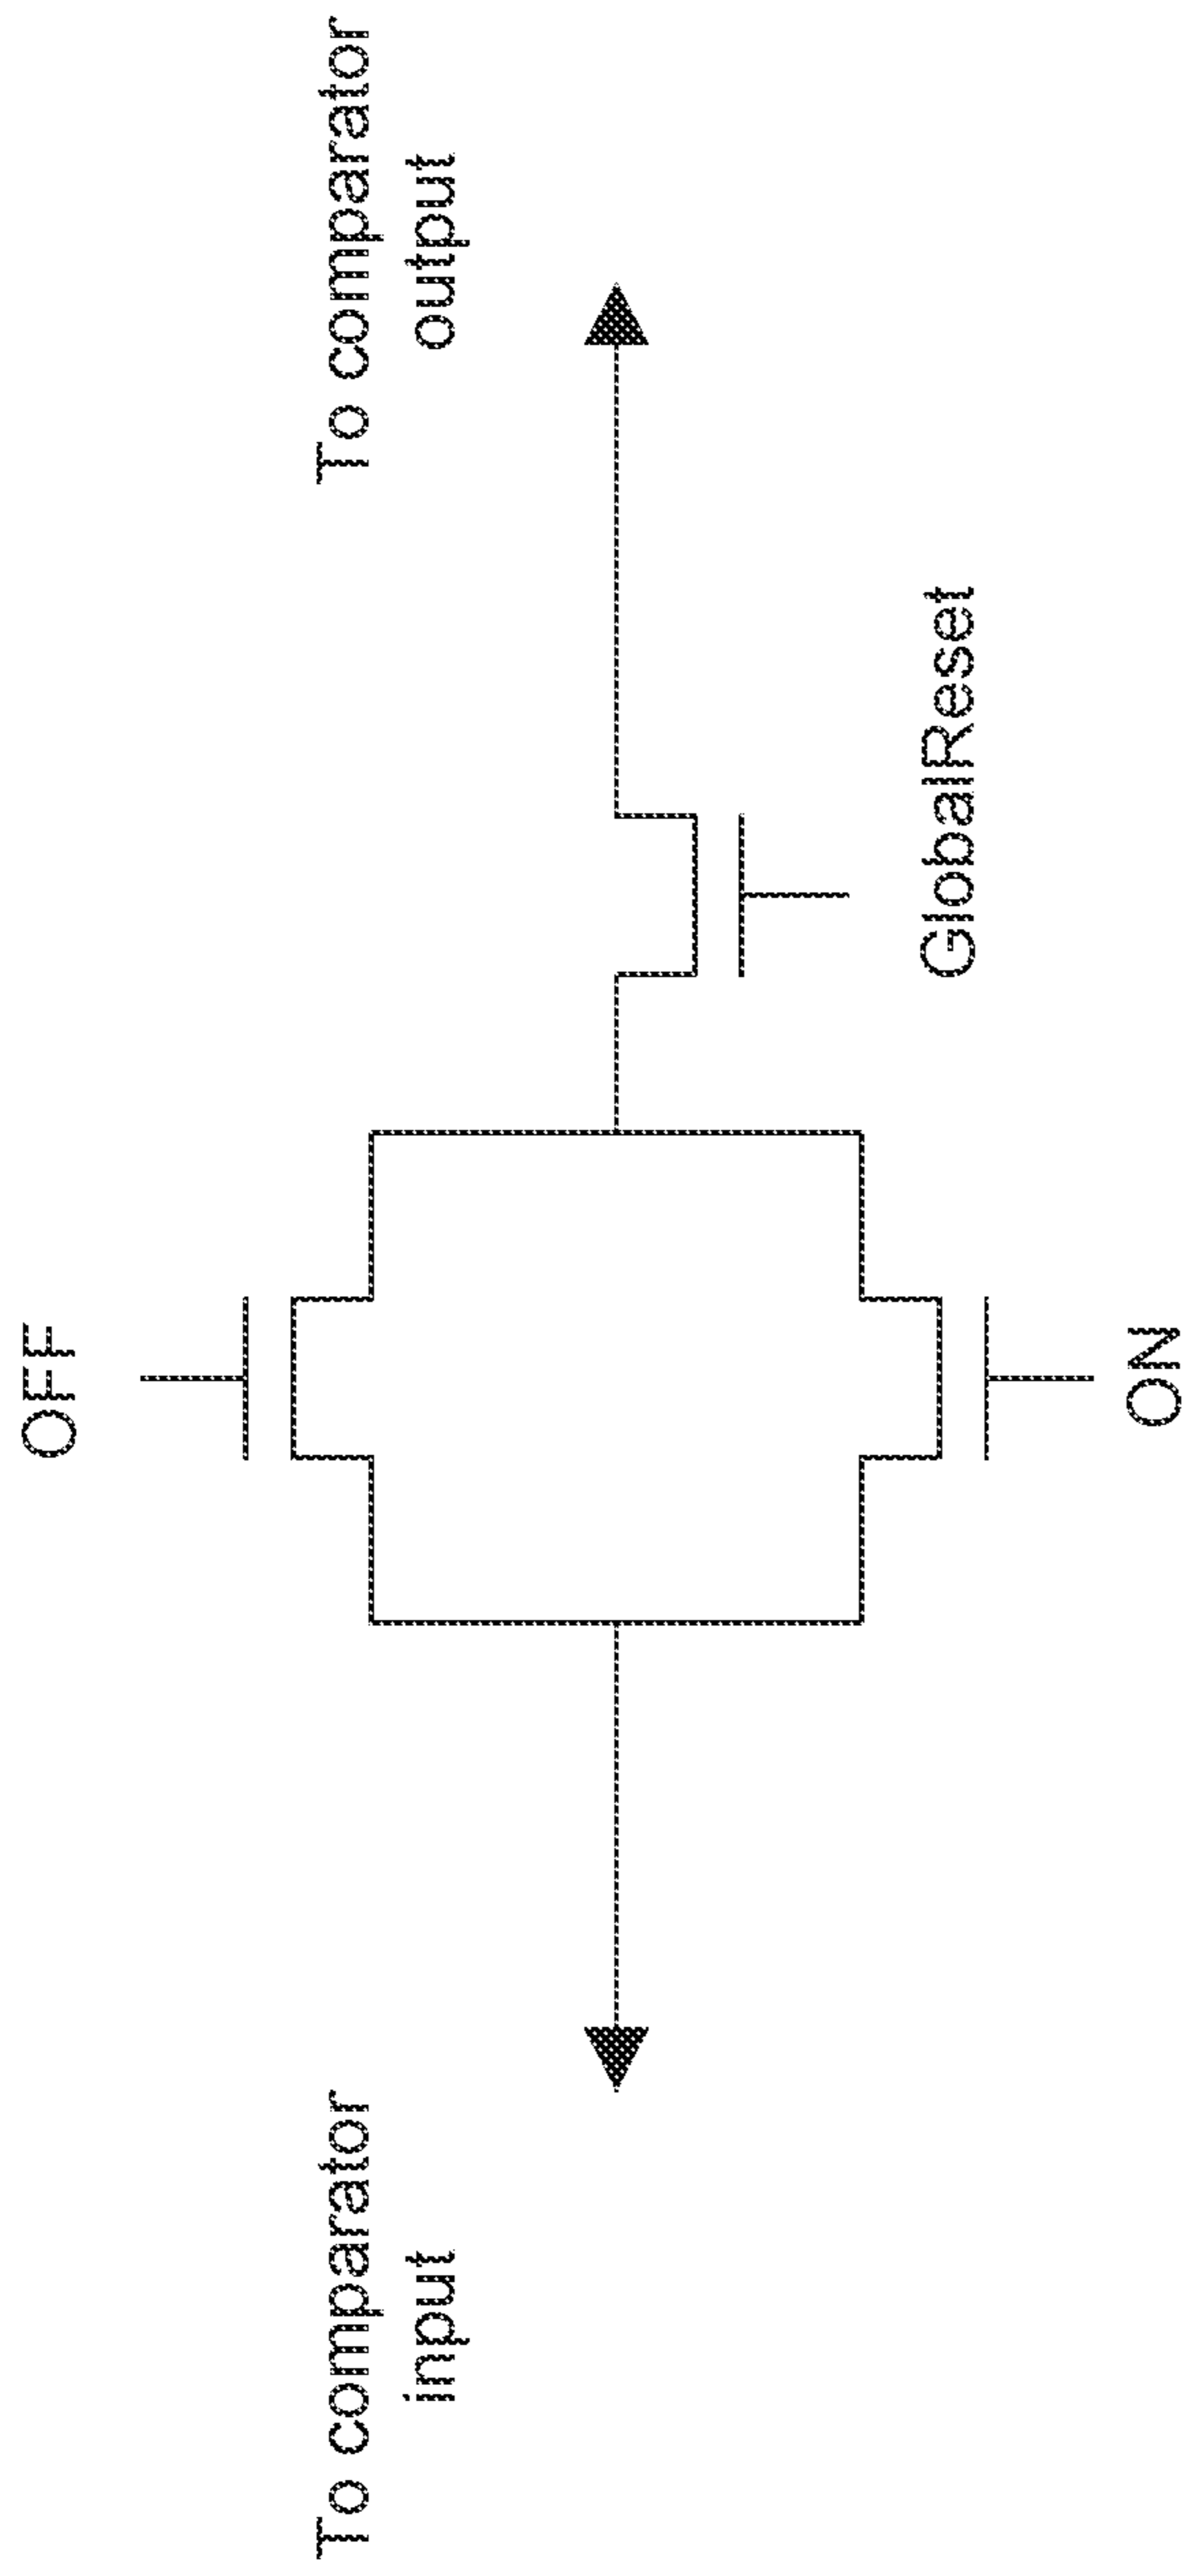 OFF
To comparator
input
To comparator
output
GlobalReset
ON